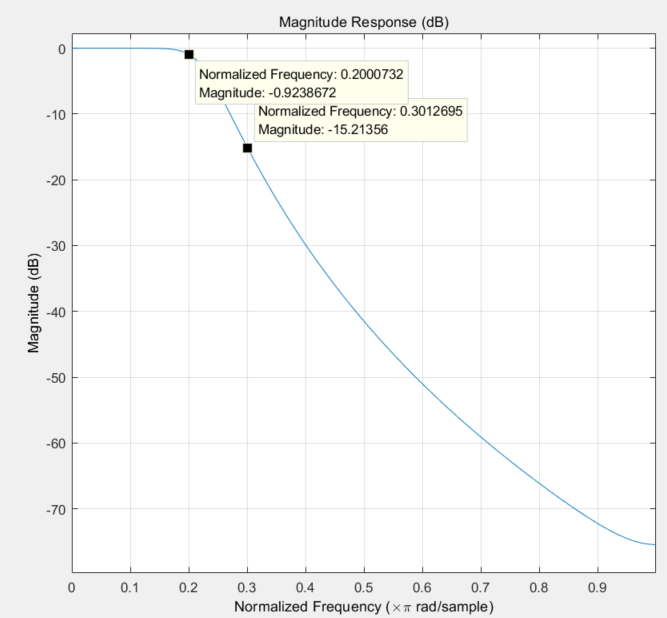 Magnitude Response (dB)
0
-10
-20
-30
-40
-50
-60
-70
Magnitude (dB)
Normalized Frequency: 0.2000732
Magnitude: -0.9238672
Normalized Frequency: 0.3012695
Magnitude: -15.21356
0 0.1 0.2 0.3 0.4 0.5 0.6 0.7 0.8 0.9
Normalized Frequency (×π rad/sample)